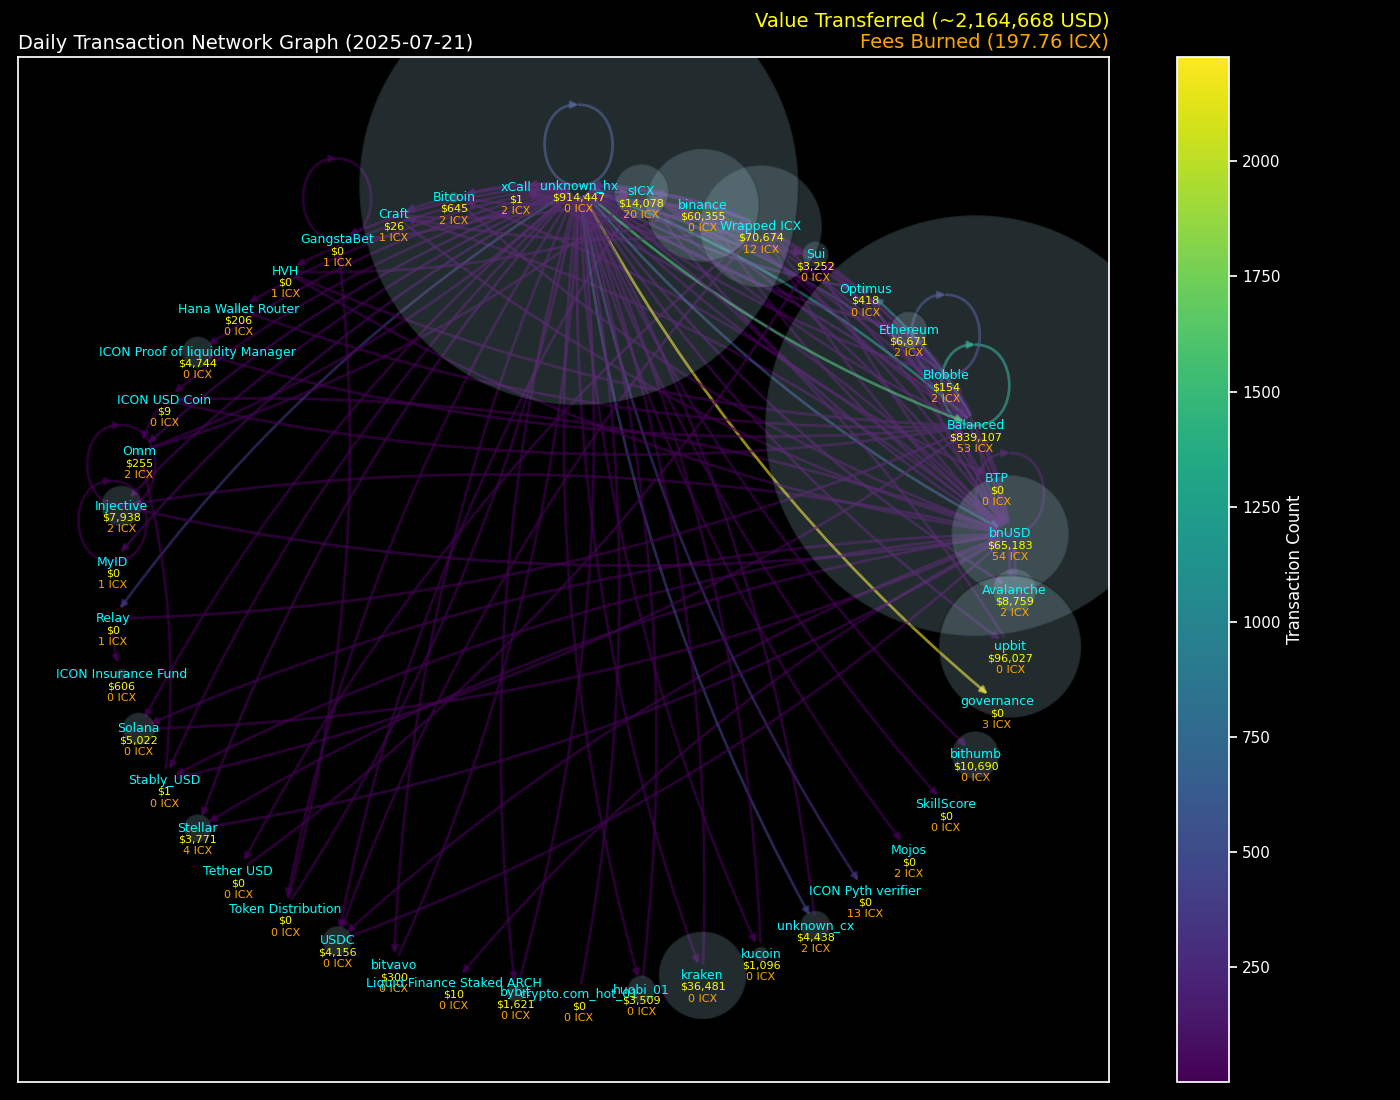 Value Transferred (~2,164,668 USD)
Daily Transaction Network Graph (2025-07-21)
Fees Burned (197.76 ICX)
unknown_hx
$914,447
0 ICX
xCall
$1
2 ICX
Bitcoin
$645
2 ICX
Craft
$26
1 ICX
GangstaBet
$0
1 ICX
HVH
$0
1 ICX
Hana Wallet Router
$206
0 ICX
ICON Proof of liquidity Manager
$4,744
0 ICX
ICON USD Coin
$9
0 ICX
Omm
$255
2 ICX
Injective
$7,938
2 ICX
MyID
$0
1 ICX
Relay
$0
1 ICX
ICON Insurance Fund
$606
0 ICX
Solana
$5,022
0 ICX
Stably_USD
$1
0 ICX
Stellar
$3,771
4 ICX
Tether USD
$0
0 ICX
Token Distribution
$0
0 ICX
USDC
$4,156
0 ICX
bitvavo
$300
0 ICX
Liquid Finance Staked ARCH
$10
0 ICX
bybit
$1,621
0 ICX
crypto.com_hot_01
$0
0 ICX
huobi_01
$3,509
0 ICX
kraken
$36,481
0 ICX
kucoin
$1,096
0 ICX
unknown_cx
$4,438
2 ICX
ICON Pyth verifier
$0
13 ICX
Mojos
$0
2 ICX
SkillScore
$0
0 ICX
bithumb
$10,690
0 ICX
governance
$0
3 ICX
upbit
$96,027
0 ICX
Avalanche
$8,759
2 ICX
bnUSD
$65,183
54 ICX
BTP
$0
0 ICX
Balanced
$839,107
53 ICX
Blobble
$154
2 ICX
Ethereum
$6,671
2 ICX
Optimus
$418
0 ICX
Sui
$3,252
0 ICX
Wrapped ICX
$70,674
12 ICX
binance
$60,355
0 ICX
sICX
$14,078
20 ICX
2000
1750
1500
1250
1000
750
500
250
Transaction Count